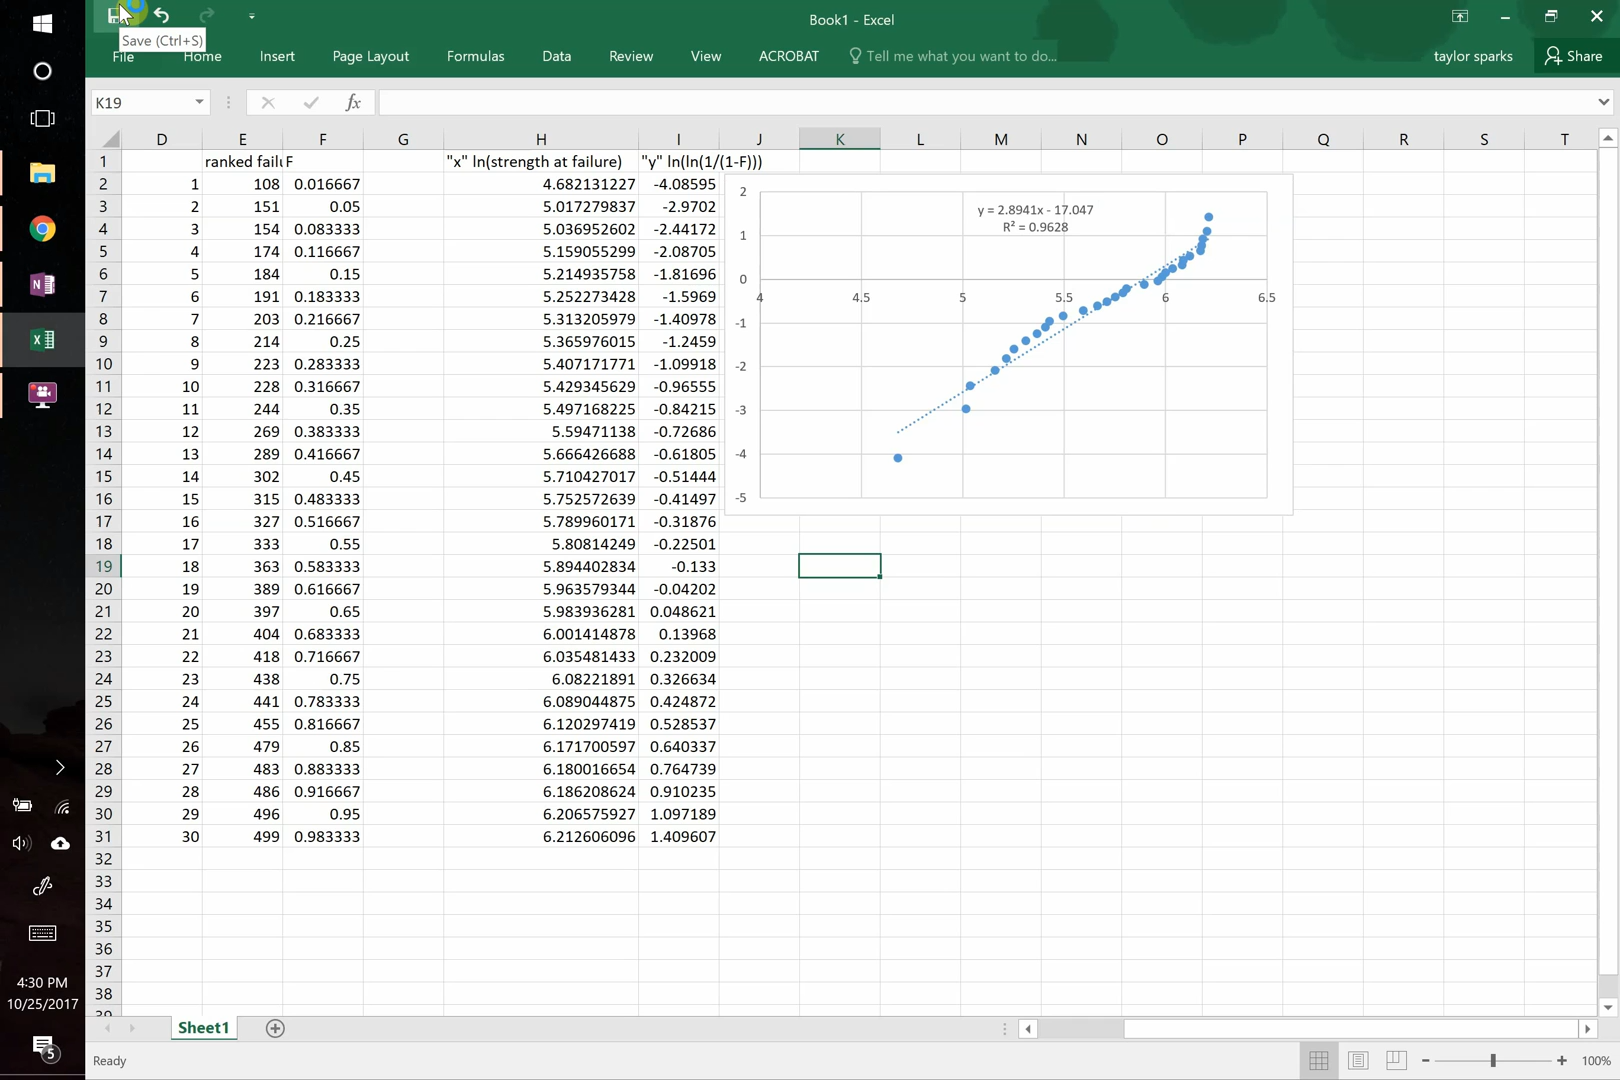 Book1 - Excel
Save (Ctrl+S)
File Home Insert Page Layout Formulas Data Review View ACROBAT Tell me what you want to do... taylor sparks Share
K19 fx
D E F G H I J K L M N O P Q R S T
1 ranked failu F "x" ln(strength at failure) "y" ln(ln(1/(1-F)))
2 1 108 0.016667 4.682131227 -4.08595
3 2 151 0.05 5.017279837 -2.9702
4 3 154 0.083333 5.036952602 -2.44172
5 4 174 0.116667 5.159055299 -2.08705
6 5 184 0.15 5.214935758 -1.81696
7 6 191 0.183333 5.252273428 -1.5969
8 7 203 0.216667 5.313205979 -1.40978
9 8 214 0.25 5.365976015 -1.2459
10 9 223 0.283333 5.407171771 -1.09918
11 10 228 0.316667 5.429345629 -0.96555
12 11 244 0.35 5.497168225 -0.84215
13 12 269 0.383333 5.59471138 -0.72686
14 13 289 0.416667 5.666426688 -0.61805
15 14 302 0.45 5.710427017 -0.51444
16 15 315 0.483333 5.752572639 -0.41497
17 16 327 0.516667 5.789960171 -0.31876
18 17 333 0.55 5.80814249 -0.22501
19 18 363 0.583333 5.894402834 -0.133
20 19 389 0.616667 5.963579344 -0.04202
21 20 397 0.65 5.983936281 0.048621
22 21 404 0.683333 6.001414878 0.13968
23 22 418 0.716667 6.035481433 0.232009
24 23 438 0.75 6.08221891 0.326634
25 24 441 0.783333 6.089044875 0.424872
26 25 455 0.816667 6.120297419 0.528537
27 26 479 0.85 6.171700597 0.640337
28 27 483 0.883333 6.180016654 0.764739
29 28 486 0.916667 6.186208624 0.910235
30 29 496 0.95 6.206575927 1.097189
31 30 499 0.983333 6.212606096 1.409607
32
33
34
35
36
37
38
39
2
y = 2.8941x - 17.047
R² = 0.9628
1
0
4 4.5 5 5.5 6 6.5
-1
-2
-3
-4
-5
4:30 PM
10/25/2017
5
Sheet1
Ready 100%